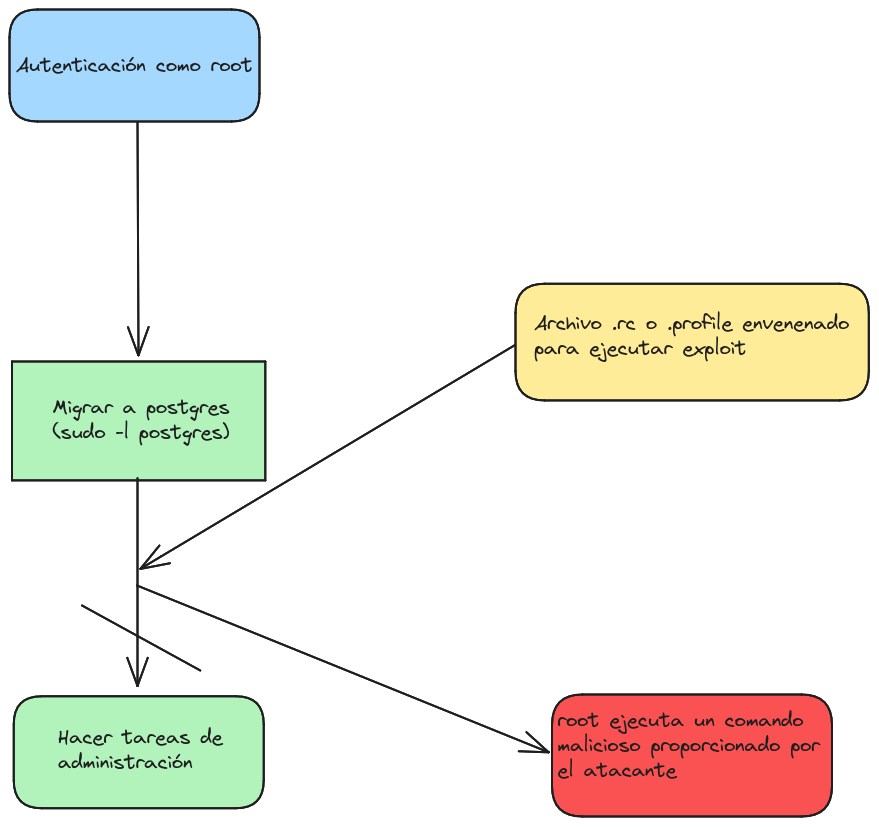 Autenticación como root
Archivo .rc o .profile envenenado
para ejecutar exploit
Migrar a postgres
(sudo -l postgres)
Hacer tareas de
administración
root ejecuta un comando
malicioso proporcionado por
el atacante